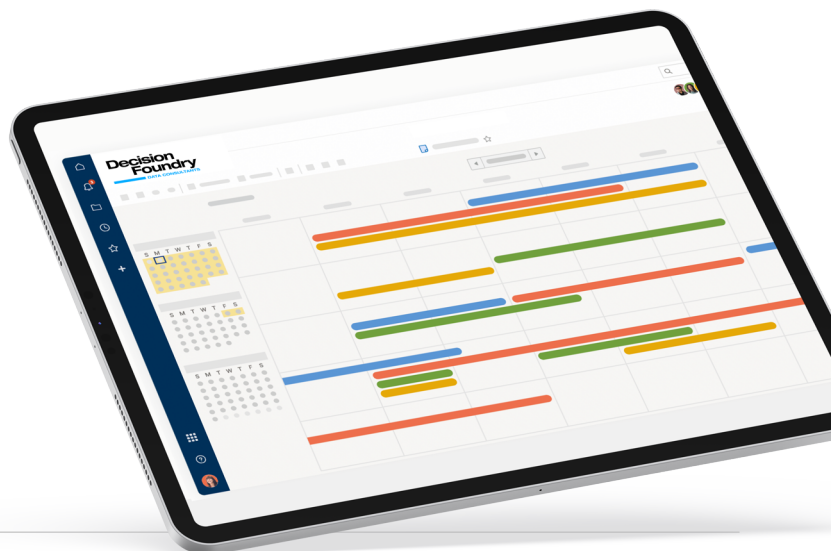 Decision
Foundry
DATA CONSULTANTS
S M T W T F S
S M T W T F S
S M T W T F S